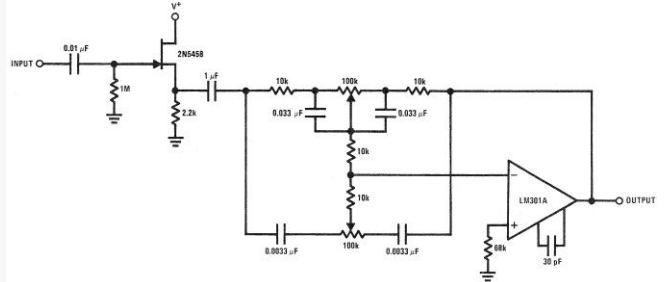 V+
0.01 μF
2N5458
INPUT
1M
2.2k
1 μF
10k
100k
10k
0.033 μF
0.033 μF
10k
10k
0.0033 μF
100k
0.0033 μF
−
LM301A
+
OUTPUT
68k
30 pF